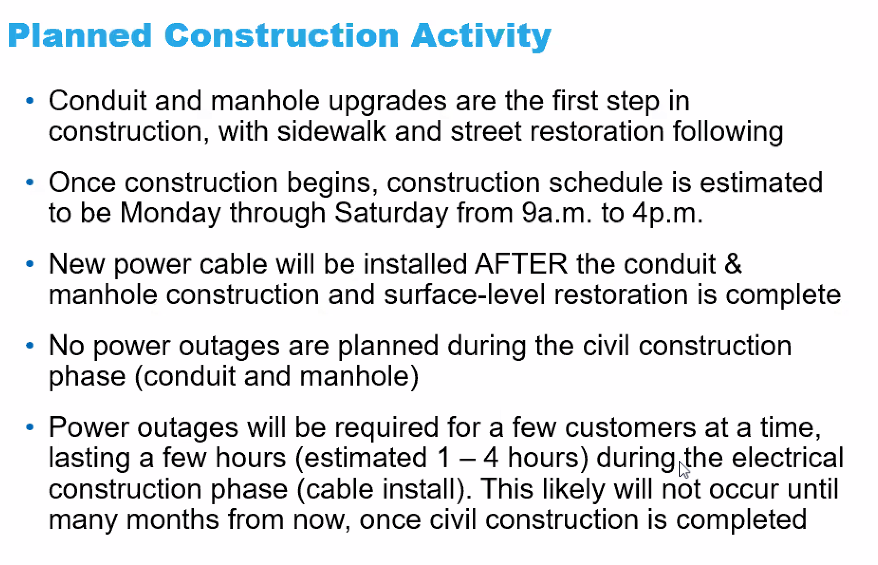 Planned Construction Activity
• Conduit and manhole upgrades are the first step in
construction, with sidewalk and street restoration following
• Once construction begins, construction schedule is estimated
to be Monday through Saturday from 9a.m. to 4p.m.
• New power cable will be installed AFTER the conduit &
manhole construction and surface-level restoration is complete
• No power outages are planned during the civil construction
phase (conduit and manhole)
• Power outages will be required for a few customers at a time,
lasting a few hours (estimated 1 – 4 hours) during the electrical
construction phase (cable install). This likely will not occur until
many months from now, once civil construction is completed